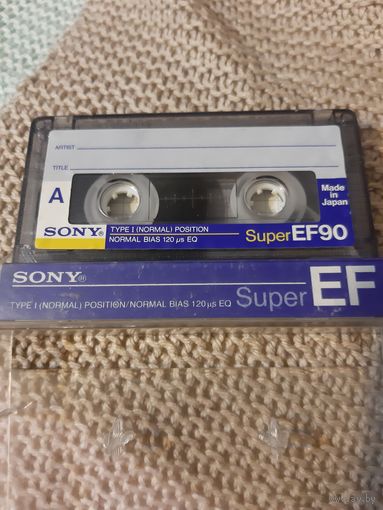 ARTIST
TITLE
A
Made in
Japan
SONY
TYPE I (NORMAL) POSITION
NORMAL BIAS 120 µs EQ
Super EF90
SONY
Super EF
TYPE I (NORMAL) POSITION/NORMAL BIAS 120 µs EQ